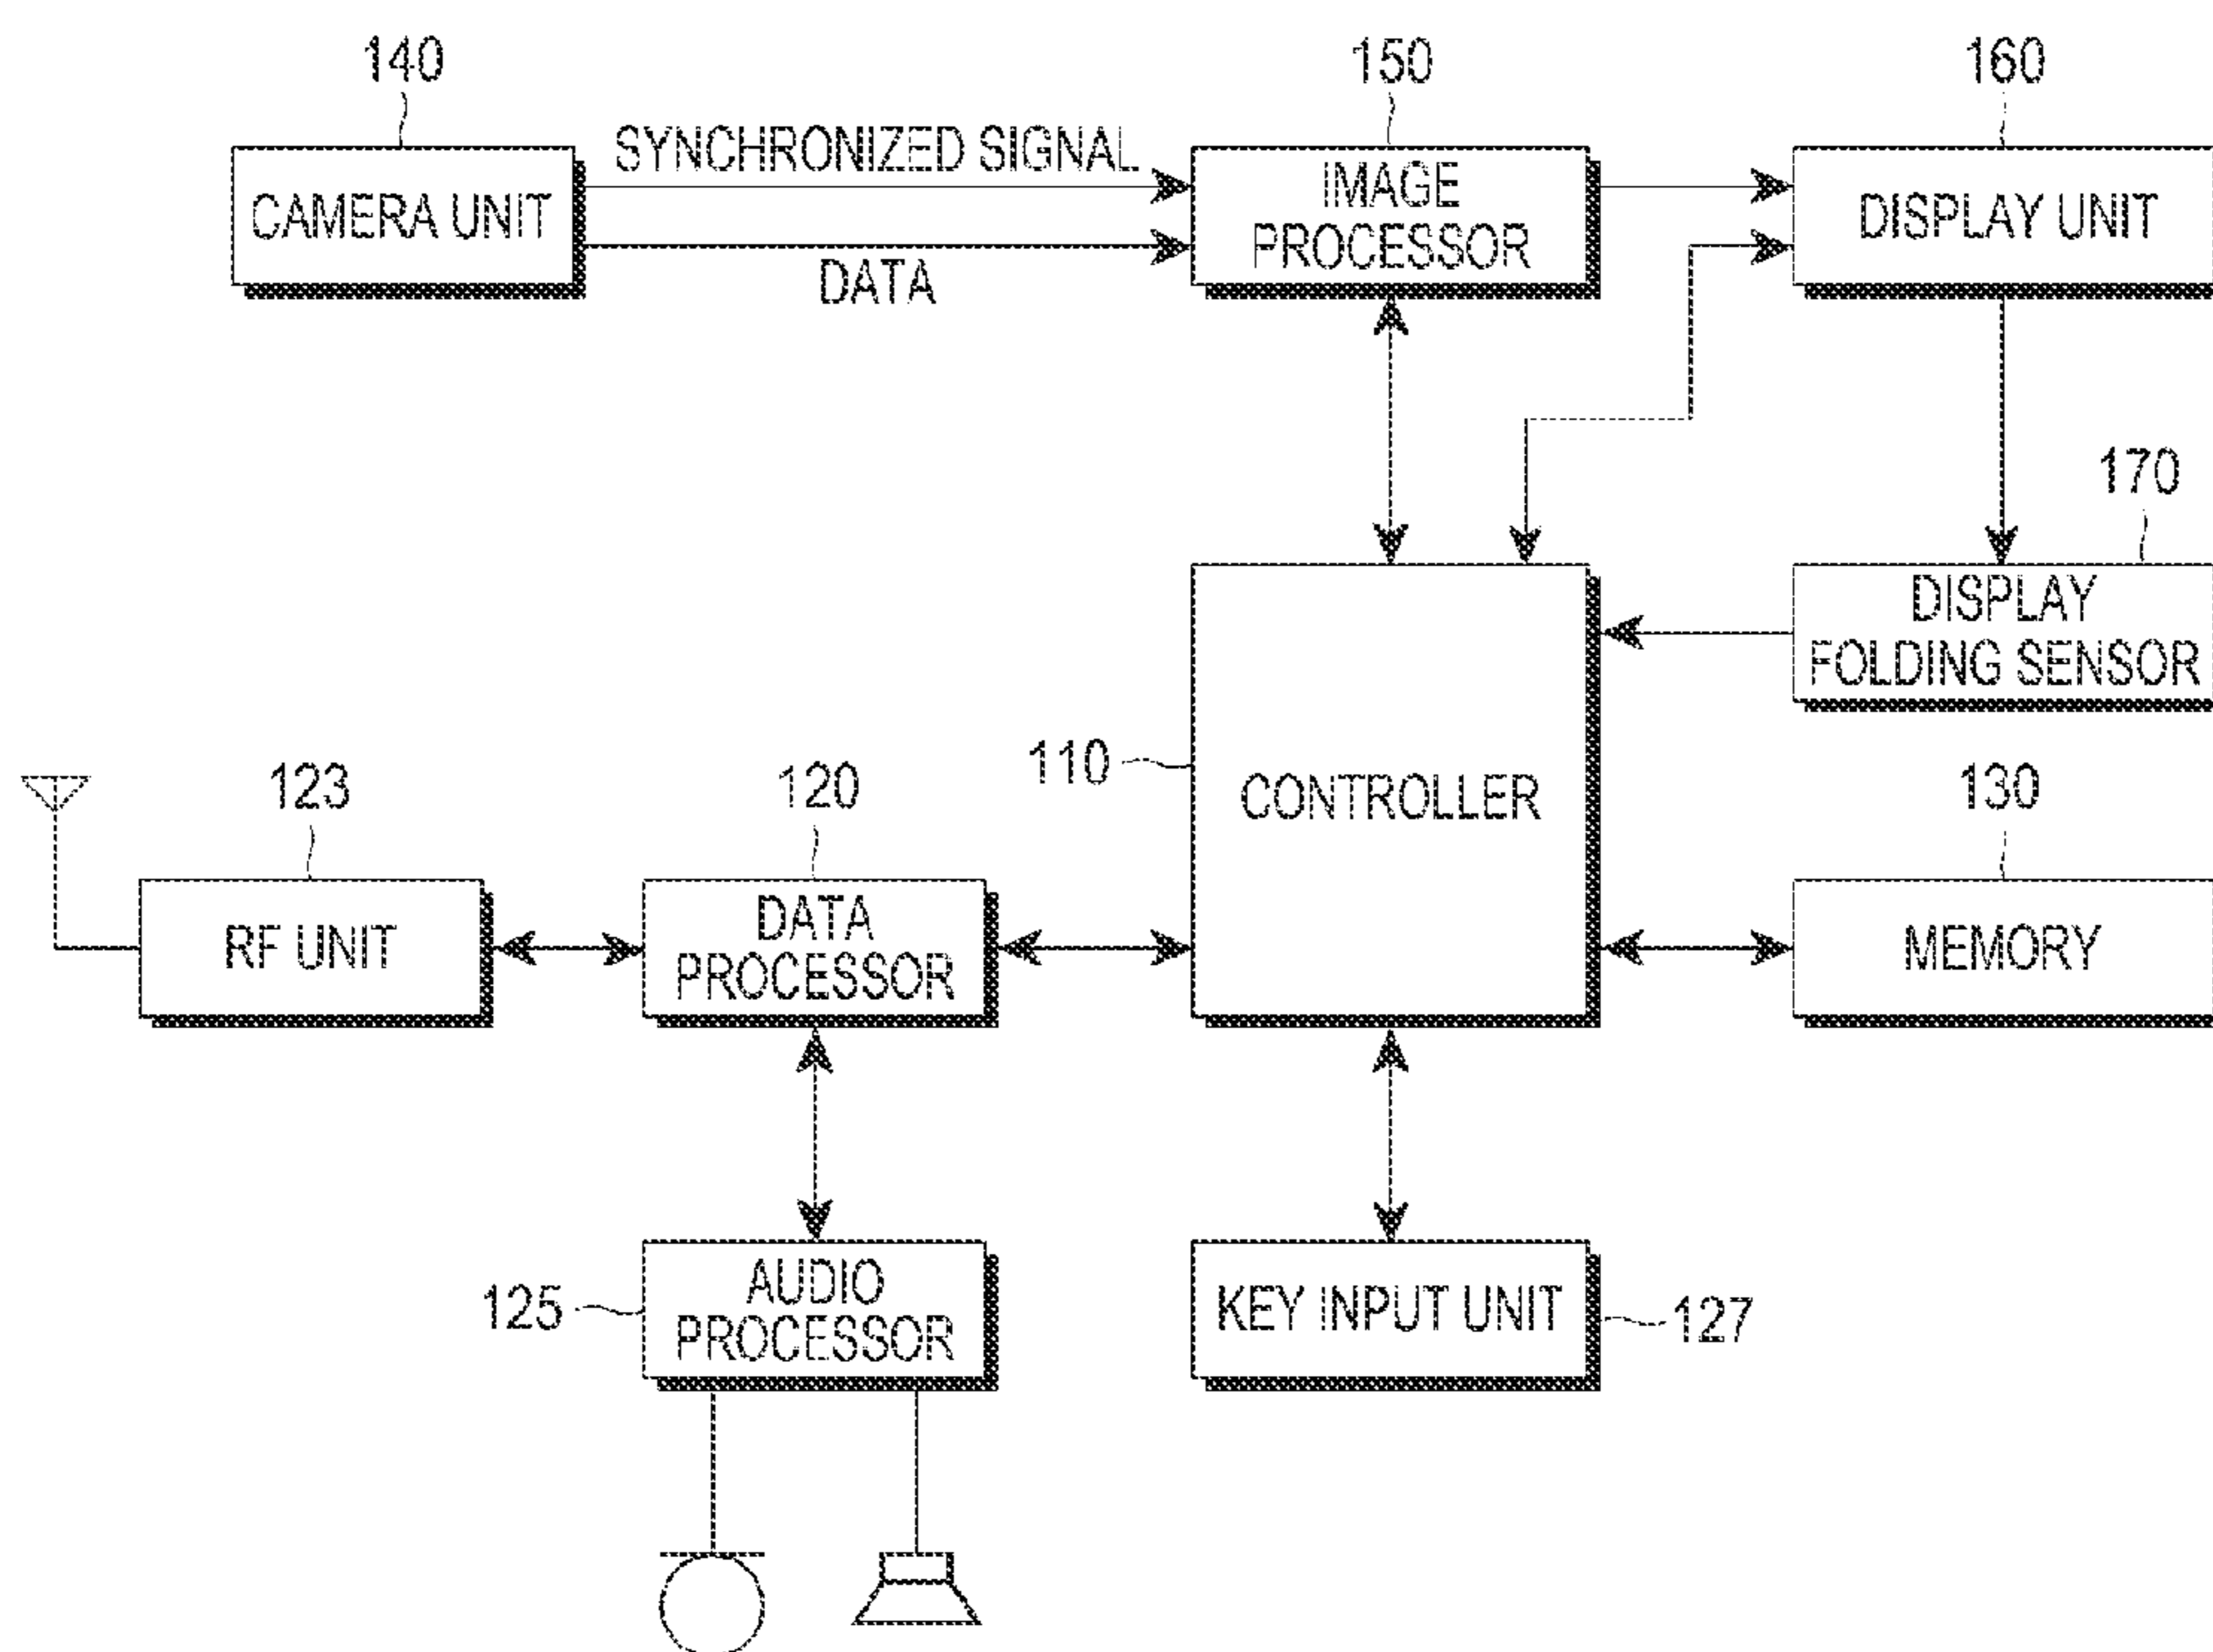 140
150
160
SYNCHRONIZED SIGNAL
CAMERA UNIT
IMAGE
PROCESSOR
DISPLAY UNIT
DATA
170
DISPLAY
FOLDING SENSOR
110
CONTROLLER
123
120
130
RF UNIT
DATA
PROCESSOR
MEMORY
125
AUDIO
PROCESSOR
KEY INPUT UNIT
127